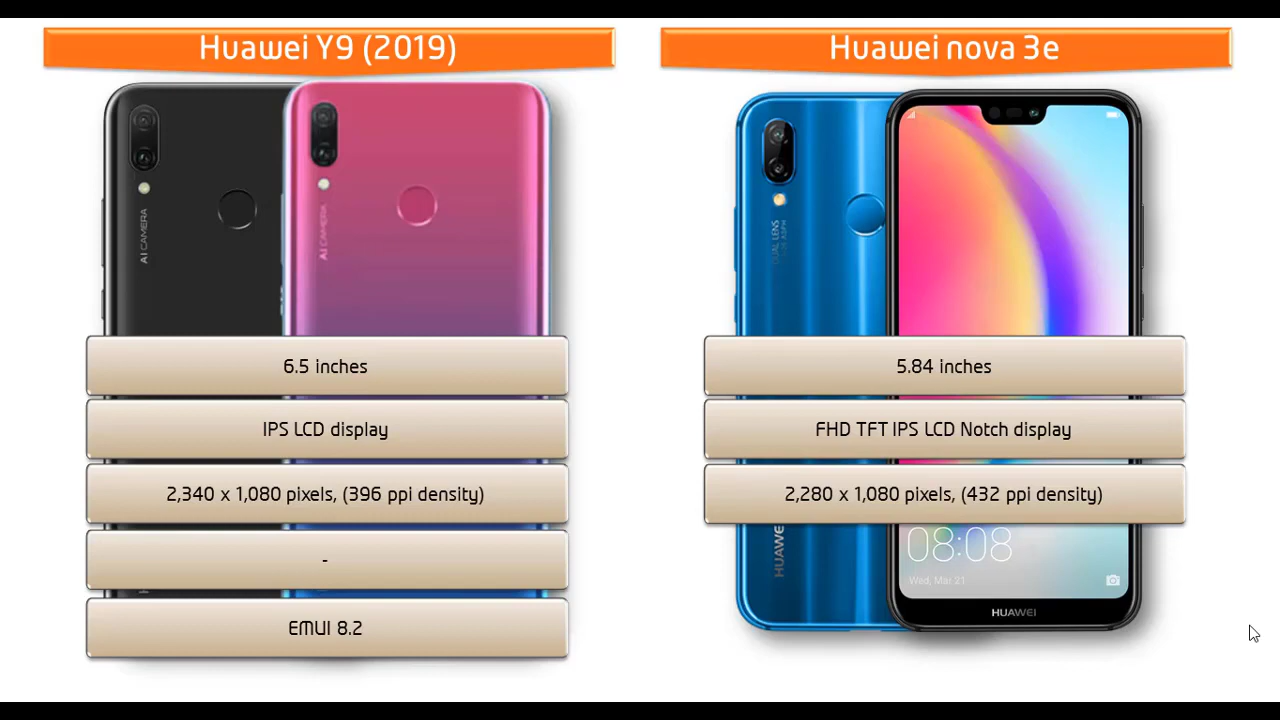 Huawei Y9 (2019)
AI CAMERA
AI CAMERA
6.5 inches
IPS LCD display
2,340 x 1,080 pixels, (396 ppi density)
-
EMUI 8.2
Huawei nova 3e
DUAL LENS
5.84 inches
FHD TFT IPS LCD Notch display
2,280 x 1,080 pixels, (432 ppi density)
HUAWEI
08:08
Wed, Mar 21
HUAWEI